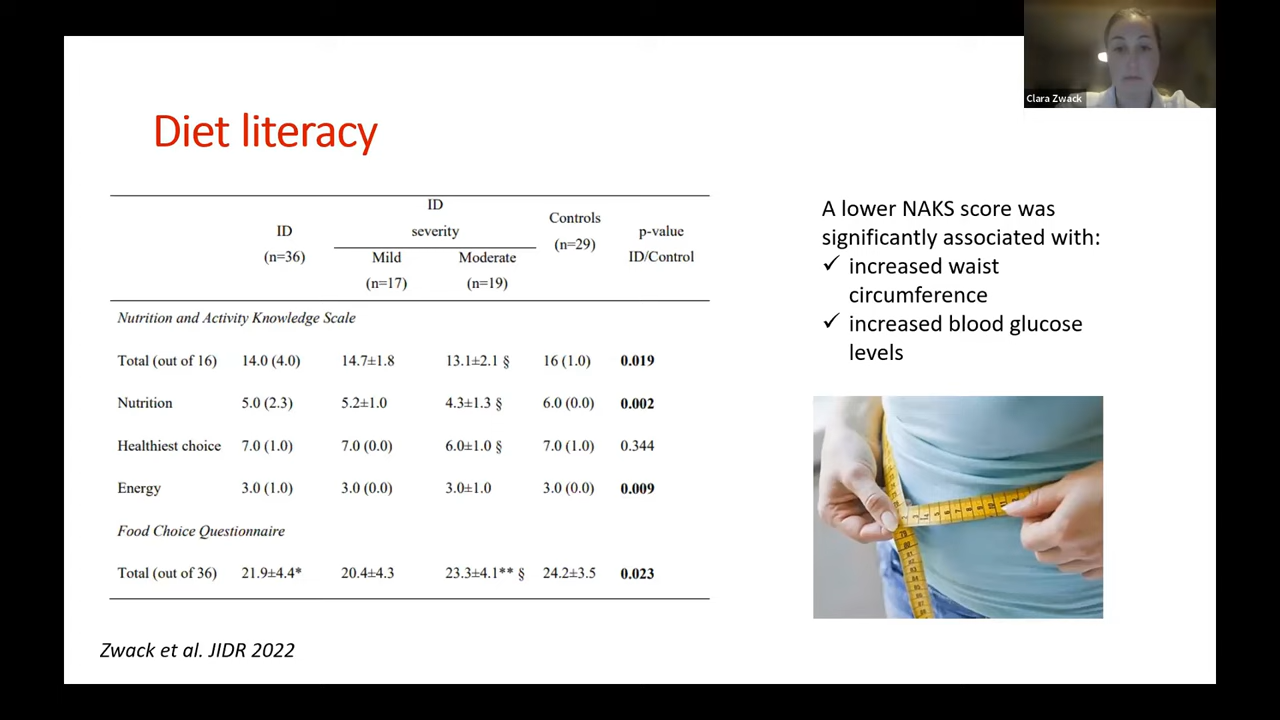 Clara Zwack
Diet literacy
ID
ID severity
Controls
p-value
(n=36)
Mild
Moderate
(n=29)
ID/Control
(n=17)
(n=19)
Nutrition and Activity Knowledge Scale
Total (out of 16) 14.0 (4.0) 14.7±1.8 13.1±2.1 § 16 (1.0) 0.019
Nutrition 5.0 (2.3) 5.2±1.0 4.3±1.3 § 6.0 (0.0) 0.002
Healthiest choice 7.0 (1.0) 7.0 (0.0) 6.0±1.0 § 7.0 (1.0) 0.344
Energy 3.0 (1.0) 3.0 (0.0) 3.0±1.0 3.0 (0.0) 0.009
Food Choice Questionnaire
Total (out of 36) 21.9±4.4* 20.4±4.3 23.3±4.1** § 24.2±3.5 0.023
A lower NAKS score was
significantly associated with:
✓ increased waist
circumference
✓ increased blood glucose
levels
Zwack et al. JIDR 2022